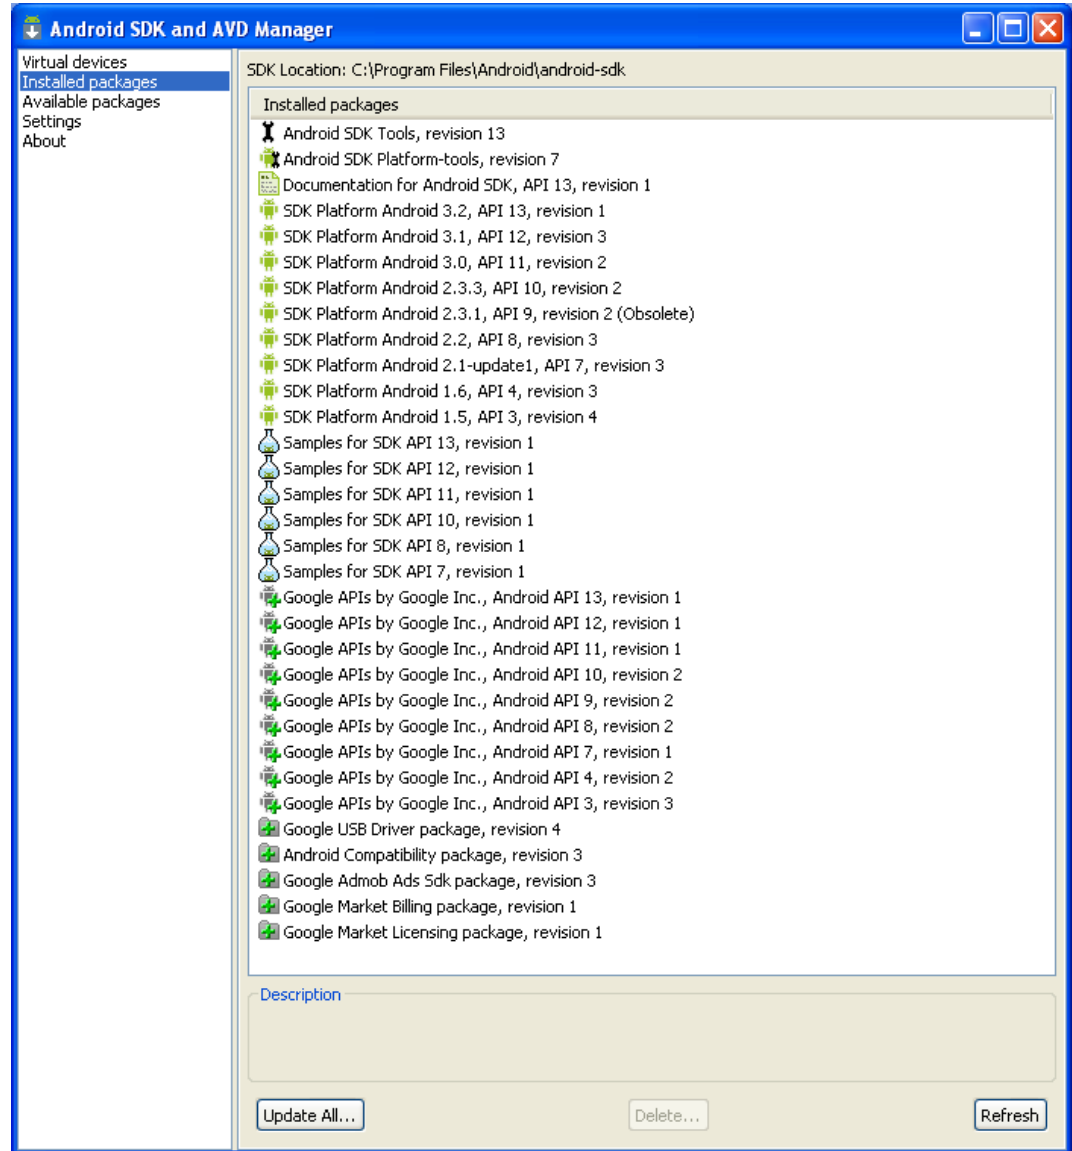 Android SDK and AVD Manager
Virtual devices
Installed packages
Available packages
Settings
About
SDK Location: C:\Program Files\Android\android-sdk
Installed packages
Android SDK Tools, revision 13
Android SDK Platform-tools, revision 7
Documentation for Android SDK, API 13, revision 1
SDK Platform Android 3.2, API 13, revision 1
SDK Platform Android 3.1, API 12, revision 3
SDK Platform Android 3.0, API 11, revision 2
SDK Platform Android 2.3.3, API 10, revision 2
SDK Platform Android 2.3.1, API 9, revision 2 (Obsolete)
SDK Platform Android 2.2, API 8, revision 3
SDK Platform Android 2.1-update1, API 7, revision 3
SDK Platform Android 1.6, API 4, revision 3
SDK Platform Android 1.5, API 3, revision 4
Samples for SDK API 13, revision 1
Samples for SDK API 12, revision 1
Samples for SDK API 11, revision 1
Samples for SDK API 10, revision 1
Samples for SDK API 8, revision 1
Samples for SDK API 7, revision 1
Google APIs by Google Inc., Android API 13, revision 1
Google APIs by Google Inc., Android API 12, revision 1
Google APIs by Google Inc., Android API 11, revision 1
Google APIs by Google Inc., Android API 10, revision 2
Google APIs by Google Inc., Android API 9, revision 2
Google APIs by Google Inc., Android API 8, revision 2
Google APIs by Google Inc., Android API 7, revision 1
Google APIs by Google Inc., Android API 4, revision 2
Google APIs by Google Inc., Android API 3, revision 3
Google USB Driver package, revision 4
Android Compatibility package, revision 3
Google Admob Ads Sdk package, revision 3
Google Market Billing package, revision 1
Google Market Licensing package, revision 1
Description
Update All...
Delete...
Refresh